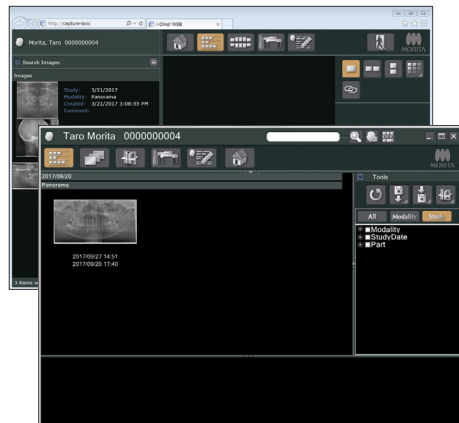 http://capture-box/
i-Dixel WEB
Morita, Taro 0000000004
MORITA
Search Images
Images
Study: 3/21/2017
Modality: Panorama
Created: 3/21/2017 3:08:55 PM
Comment:
Taro Morita 0000000004
MORITA
2017/09/20
Panorama
Tools
All Modality Study
Modality
StudyDate
Part
2017/09/27 14:51
2017/09/20 17:40
3 Items